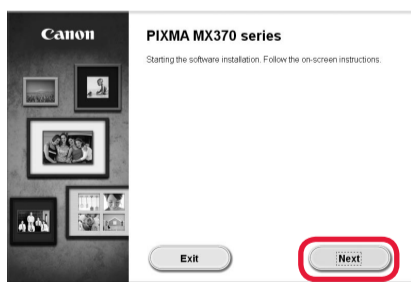 Canon
PIXMA MX370 series
Starting the software installation. Follow the on-screen instructions.
Exit
Next